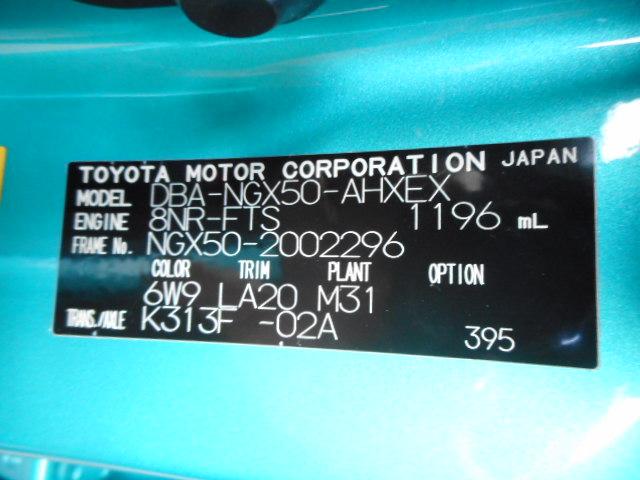 TOYOTA MOTOR CORPORATION JAPAN
MODEL DBA-NGX50-AHXEX
ENGINE 8NR-FTS 1196 mL
FRAME No. NGX50-2002296
COLOR TRIM PLANT OPTION
6W9 LA20 M31
TRANS./AXLE K313F -02A
395